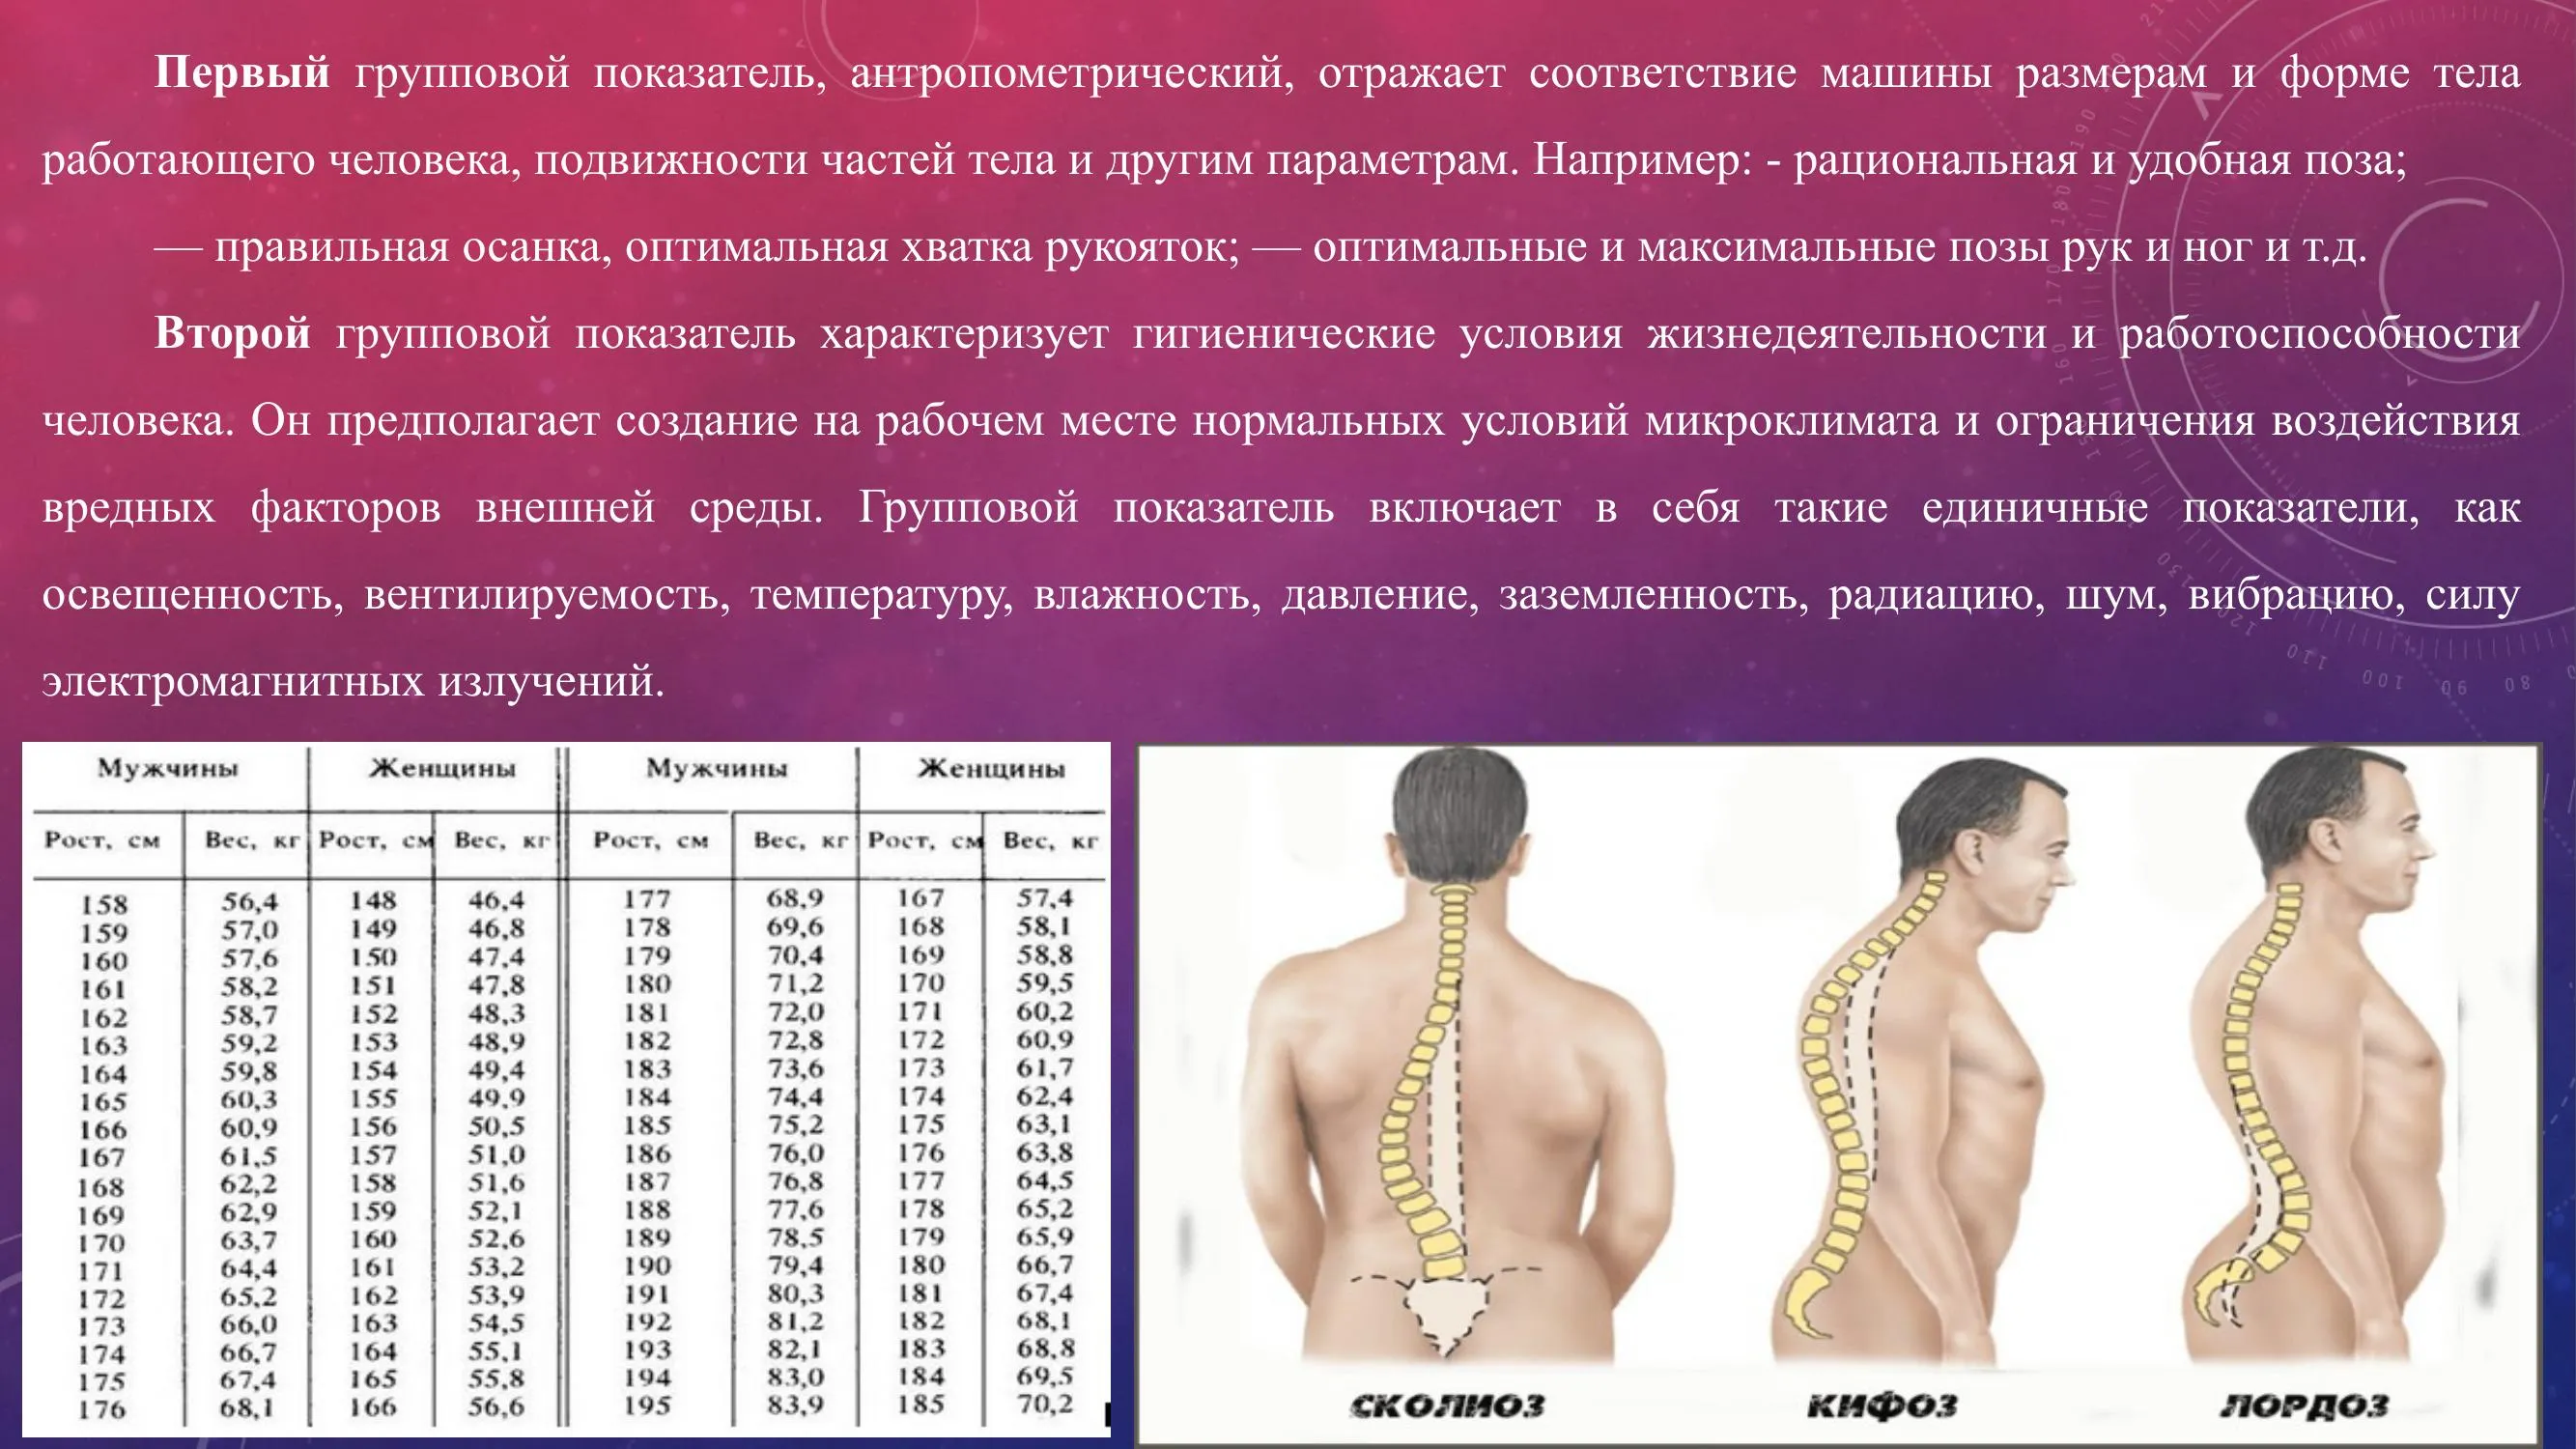 Первый групповой показатель, антропометрический, отражает соответствие машины размерам и форме тела
работающего человека, подвижности частей тела и другим параметрам. Например: - рациональная и удобная поза;
— правильная осанка, оптимальная хватка рукояток; — оптимальные и максимальные позы рук и ног и т.д.
Второй групповой показатель характеризует гигиенические условия жизнедеятельности и работоспособности
человека. Он предполагает создание на рабочем месте нормальных условий микроклимата и ограничения воздействия
вредных факторов внешней среды. Групповой показатель включает в себя такие единичные показатели, как
освещенность, вентилируемость, температуру, влажность, давление, заземленность, радиацию, шум, вибрацию, силу
электромагнитных излучений.
Мужчины Женщины Мужчины Женщины
Рост, см Вес, кг Рост, см Вес, кг Рост, см Вес, кг Рост, см Вес, кг
158 56,4 148 46,4 177 68,9 167 57,4
159 57,0 149 46,8 178 69,6 168 58,1
160 57,6 150 47,4 179 70,4 169 58,8
161 58,2 151 47,8 180 71,2 170 59,5
162 58,7 152 48,3 181 72,0 171 60,2
163 59,2 153 48,9 182 72,8 172 60,9
164 59,8 154 49,4 183 73,6 173 61,7
165 60,3 155 49,9 184 74,4 174 62,4
166 60,9 156 50,5 185 75,2 175 63,1
167 61,5 157 51,0 186 76,0 176 63,8
168 62,2 158 51,6 187 76,8 177 64,5
169 62,9 159 52,1 188 77,6 178 65,2
170 63,7 160 52,6 189 78,5 179 65,9
171 64,4 161 53,2 190 79,4 180 66,7
172 65,2 162 53,9 191 80,3 181 67,4
173 66,0 163 54,5 192 81,2 182 68,1
174 66,7 164 55,1 193 82,1 183 68,8
175 67,4 165 55,8 194 83,0 184 69,5
176 68,1 166 56,6 195 83,9 185 70,2
СКОЛИОЗ КИФОЗ ЛОРДОЗ